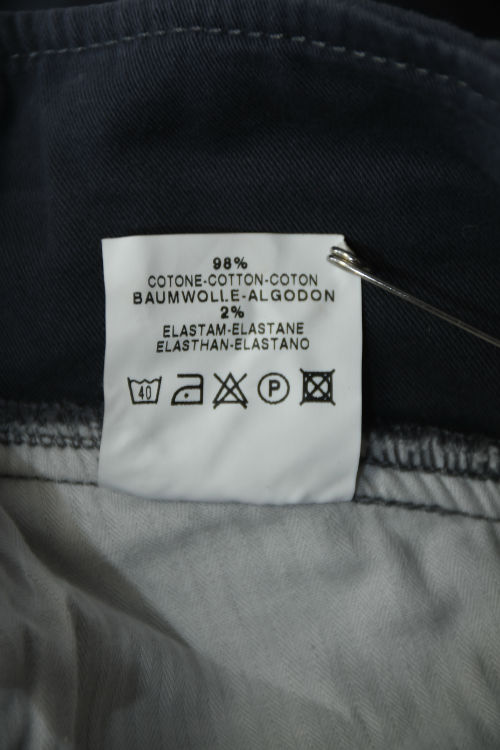 98%
COTONE-COTTON-COTON
BAUMWOLLE-ALGODON
2%
ELASTAM-ELASTANE
ELASTHAN-ELASTANO
40 P